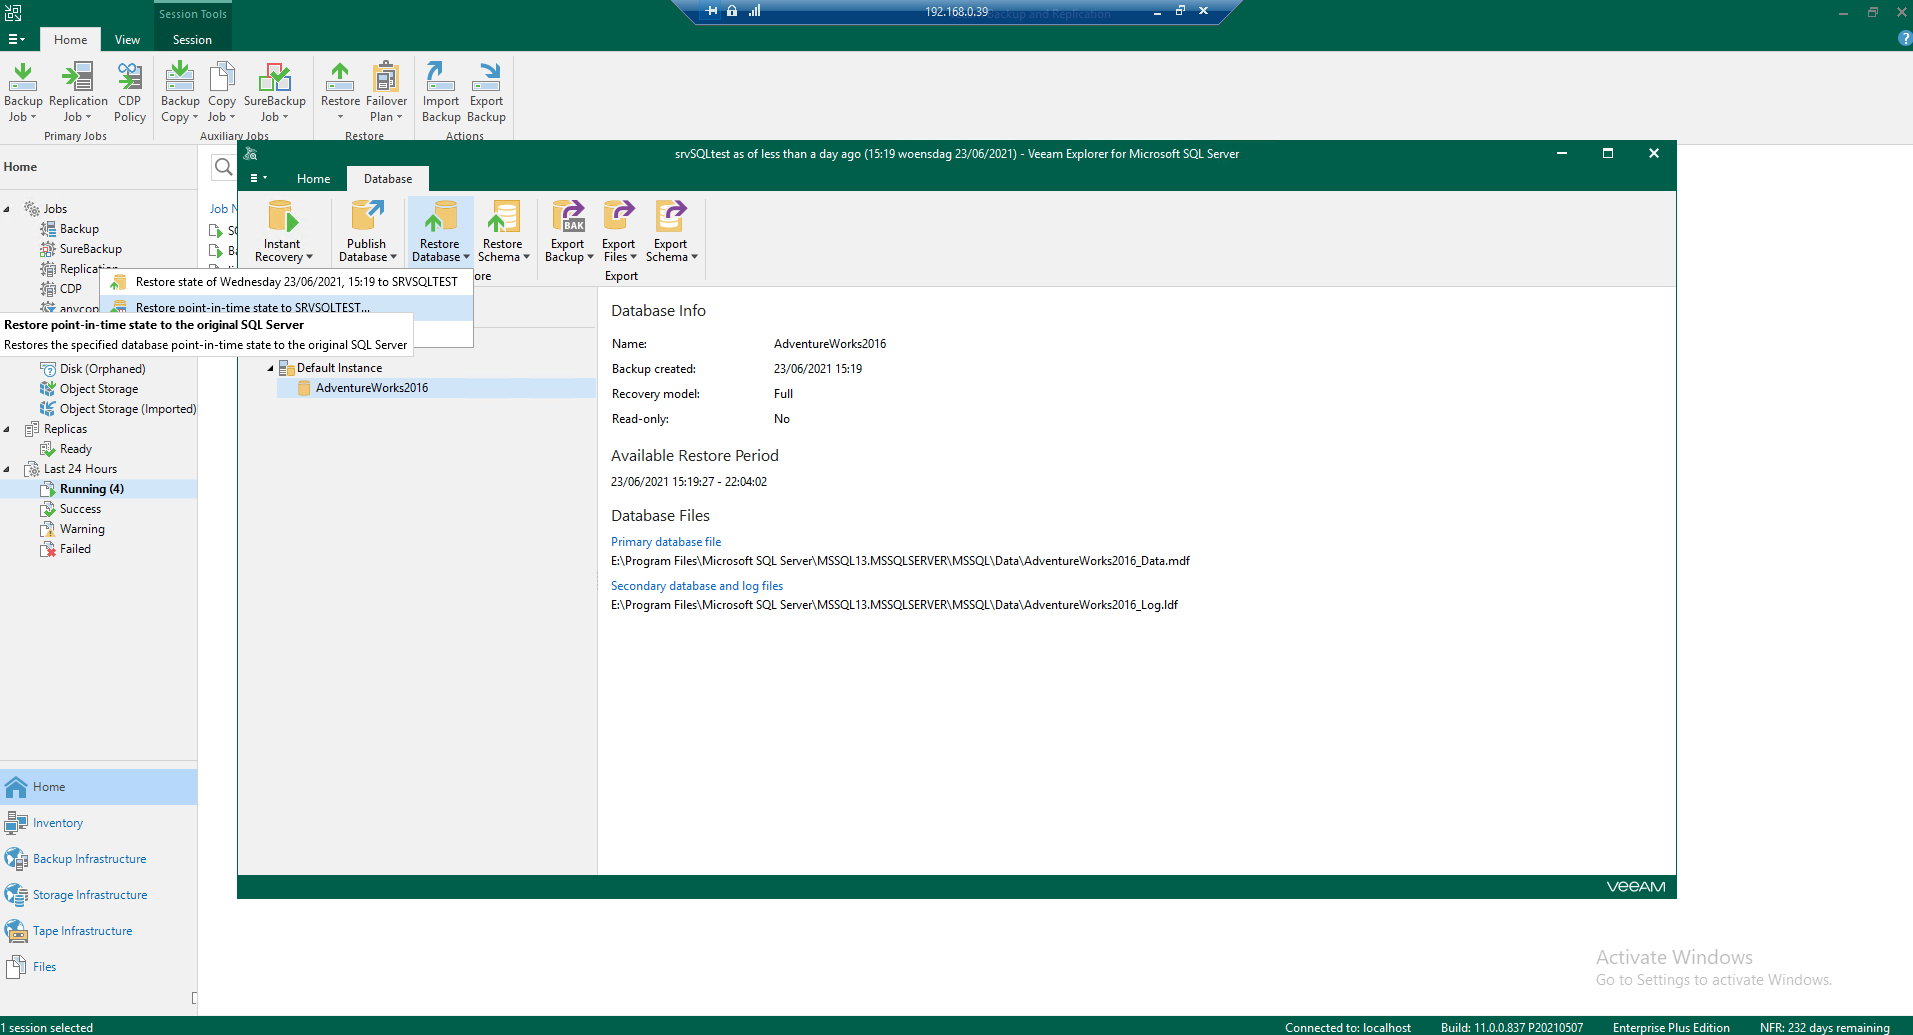 Session Tools
192.168.0.39
Backup and Replication
Home
View
Session
Backup Job
Replication Job
CDP Policy
Backup Copy
Copy Job
SureBackup Job
Restore
Failover Plan
Import Backup
Export Backup
Primary Jobs
Auxiliary Jobs
Restore
Actions
Home
Jobs
Backup
SureBackup
Replication
CDP
Disk (Orphaned)
Object Storage
Object Storage (Imported)
Replicas
Ready
Last 24 Hours
Running (4)
Success
Warning
Failed
Home
Inventory
Backup Infrastructure
Storage Infrastructure
Tape Infrastructure
Files
Job N
srvSQLtest as of less than a day ago (15:19 woensdag 23/06/2021) - Veeam Explorer for Microsoft SQL Server
Home
Database
Instant Recovery
Publish Database
Restore Database
Restore Schema
Export Backup
BAK
Export Files
Export Schema
ore
Export
Restore state of Wednesday 23/06/2021, 15:19 to SRVSQLTEST
Restore point-in-time state to SRVSQLTEST...
Restore point-in-time state to the original SQL Server
Restores the specified database point-in-time state to the original SQL Server
Default Instance
AdventureWorks2016
Database Info
Name: AdventureWorks2016
Backup created: 23/06/2021 15:19
Recovery model: Full
Read-only: No
Available Restore Period
23/06/2021 15:19:27 - 22:04:02
Database Files
Primary database file
E:\Program Files\Microsoft SQL Server\MSSQL13.MSSQLSERVER\MSSQL\Data\AdventureWorks2016_Data.mdf
Secondary database and log files
E:\Program Files\Microsoft SQL Server\MSSQL13.MSSQLSERVER\MSSQL\Data\AdventureWorks2016_Log.ldf
VEEAM
Activate Windows
Go to Settings to activate Windows.
1 session selected
Connected to: localhost
Build: 11.0.0.837 P20210507
Enterprise Plus Edition
NFR: 232 days remaining